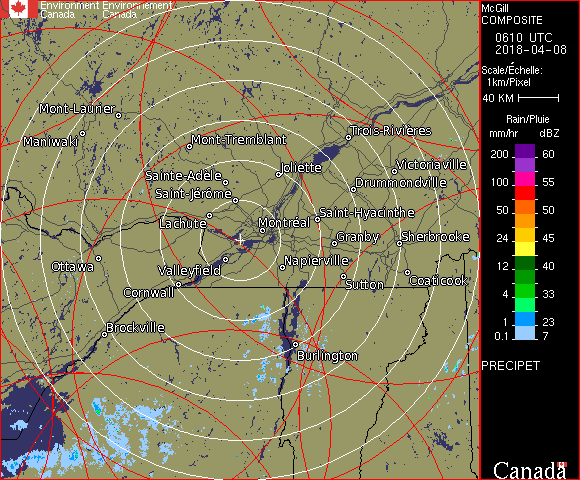 Environment Environnement
Canada Canada
McGill
COMPOSITE
0610 UTC
2018-04-08
Scale/Échelle:
1km/Pixel
40 KM
Rain/Pluie
mm/hr dBZ
200 60
100 55
50 50
24 45
12 40
4 33
1 23
0.1 7
PRECIPET
Canada
Mont-Laurier
Maniwaki
Mont-Tremblant
Trois-Rivières
Joliette
Victoriaville
Sainte-Adèle
Drummondville
Saint-Jérôme
Saint-Hyacinthe
Lachute
Montréal
Granby
Sherbrooke
Ottawa
Valleyfield
Napierville
Sutton
Coaticook
Cornwall
Brockville
Burlington